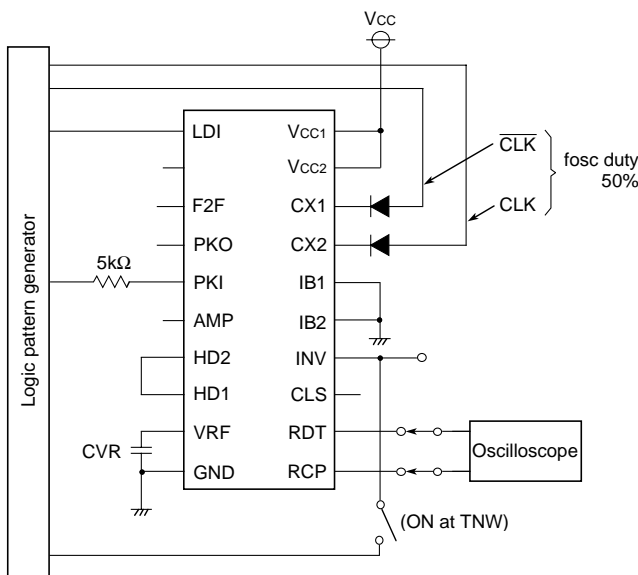 VCC
Logic pattern generator
LDI
VCC1
VCC2
F2F
CX1
PKO
CX2
5kΩ
PKI
IB1
AMP
IB2
HD2
INV
HD1
CLS
VRF
RDT
CVR
GND
RCP
CLK
CLK
fosc duty
50%
Oscilloscope
(ON at TNW)